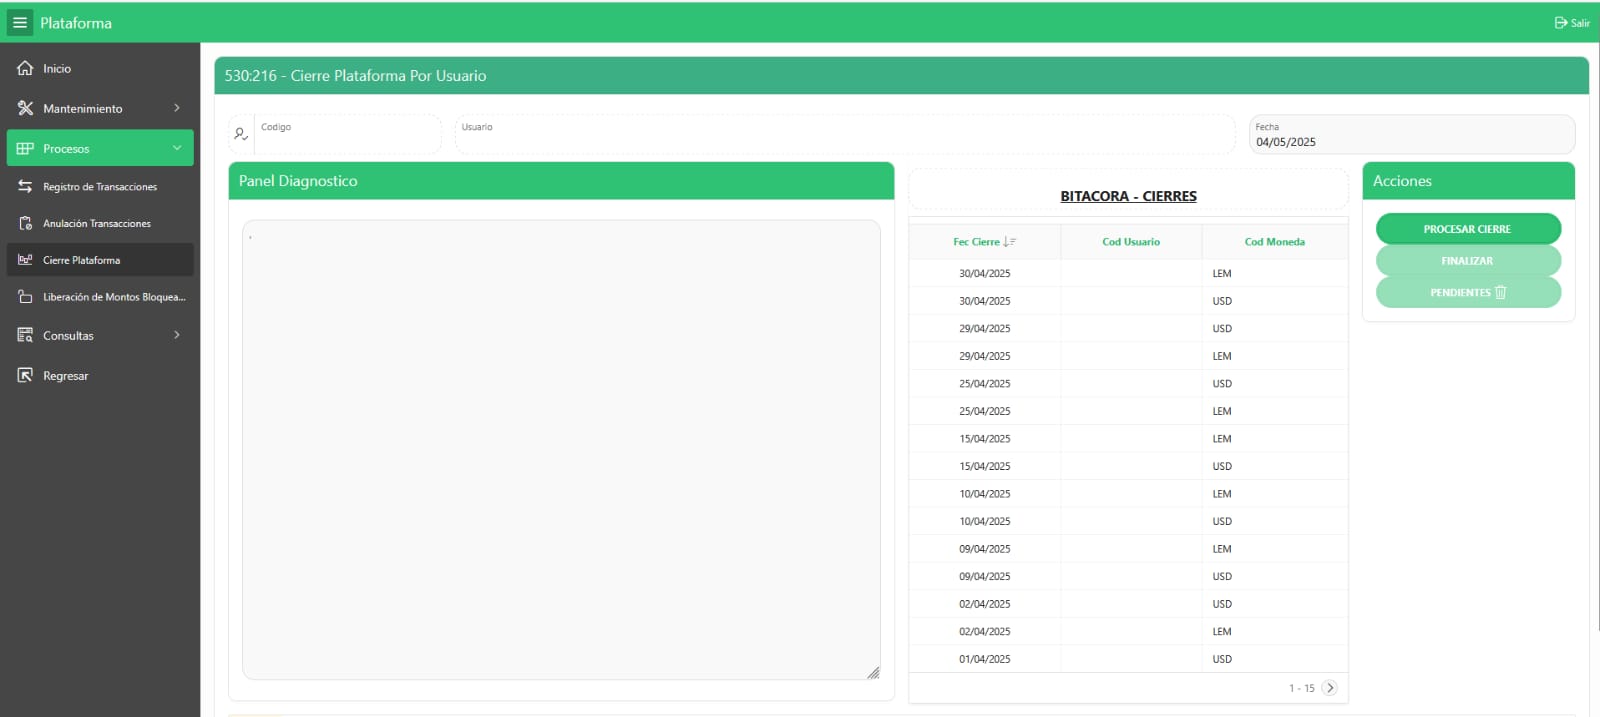 Plataforma
Salir
Inicio
Mantenimiento
Procesos
Registro de Transacciones
Anulación Transacciones
Cierre Plataforma
Liberación de Montos Bloquea...
Consultas
Regresar
530:216 - Cierre Plataforma Por Usuario
Codigo
Usuario
Fecha
04/05/2025
Panel Diagnostico
BITACORA - CIERRES
Fec Cierre Cod Usuario Cod Moneda
30/04/2025 LEM
30/04/2025 USD
29/04/2025 USD
29/04/2025 LEM
25/04/2025 USD
25/04/2025 LEM
15/04/2025 LEM
15/04/2025 USD
10/04/2025 LEM
10/04/2025 USD
09/04/2025 LEM
09/04/2025 USD
02/04/2025 USD
02/04/2025 LEM
01/04/2025 USD
1 - 15
Acciones
PROCESAR CIERRE
FINALIZAR
PENDIENTES